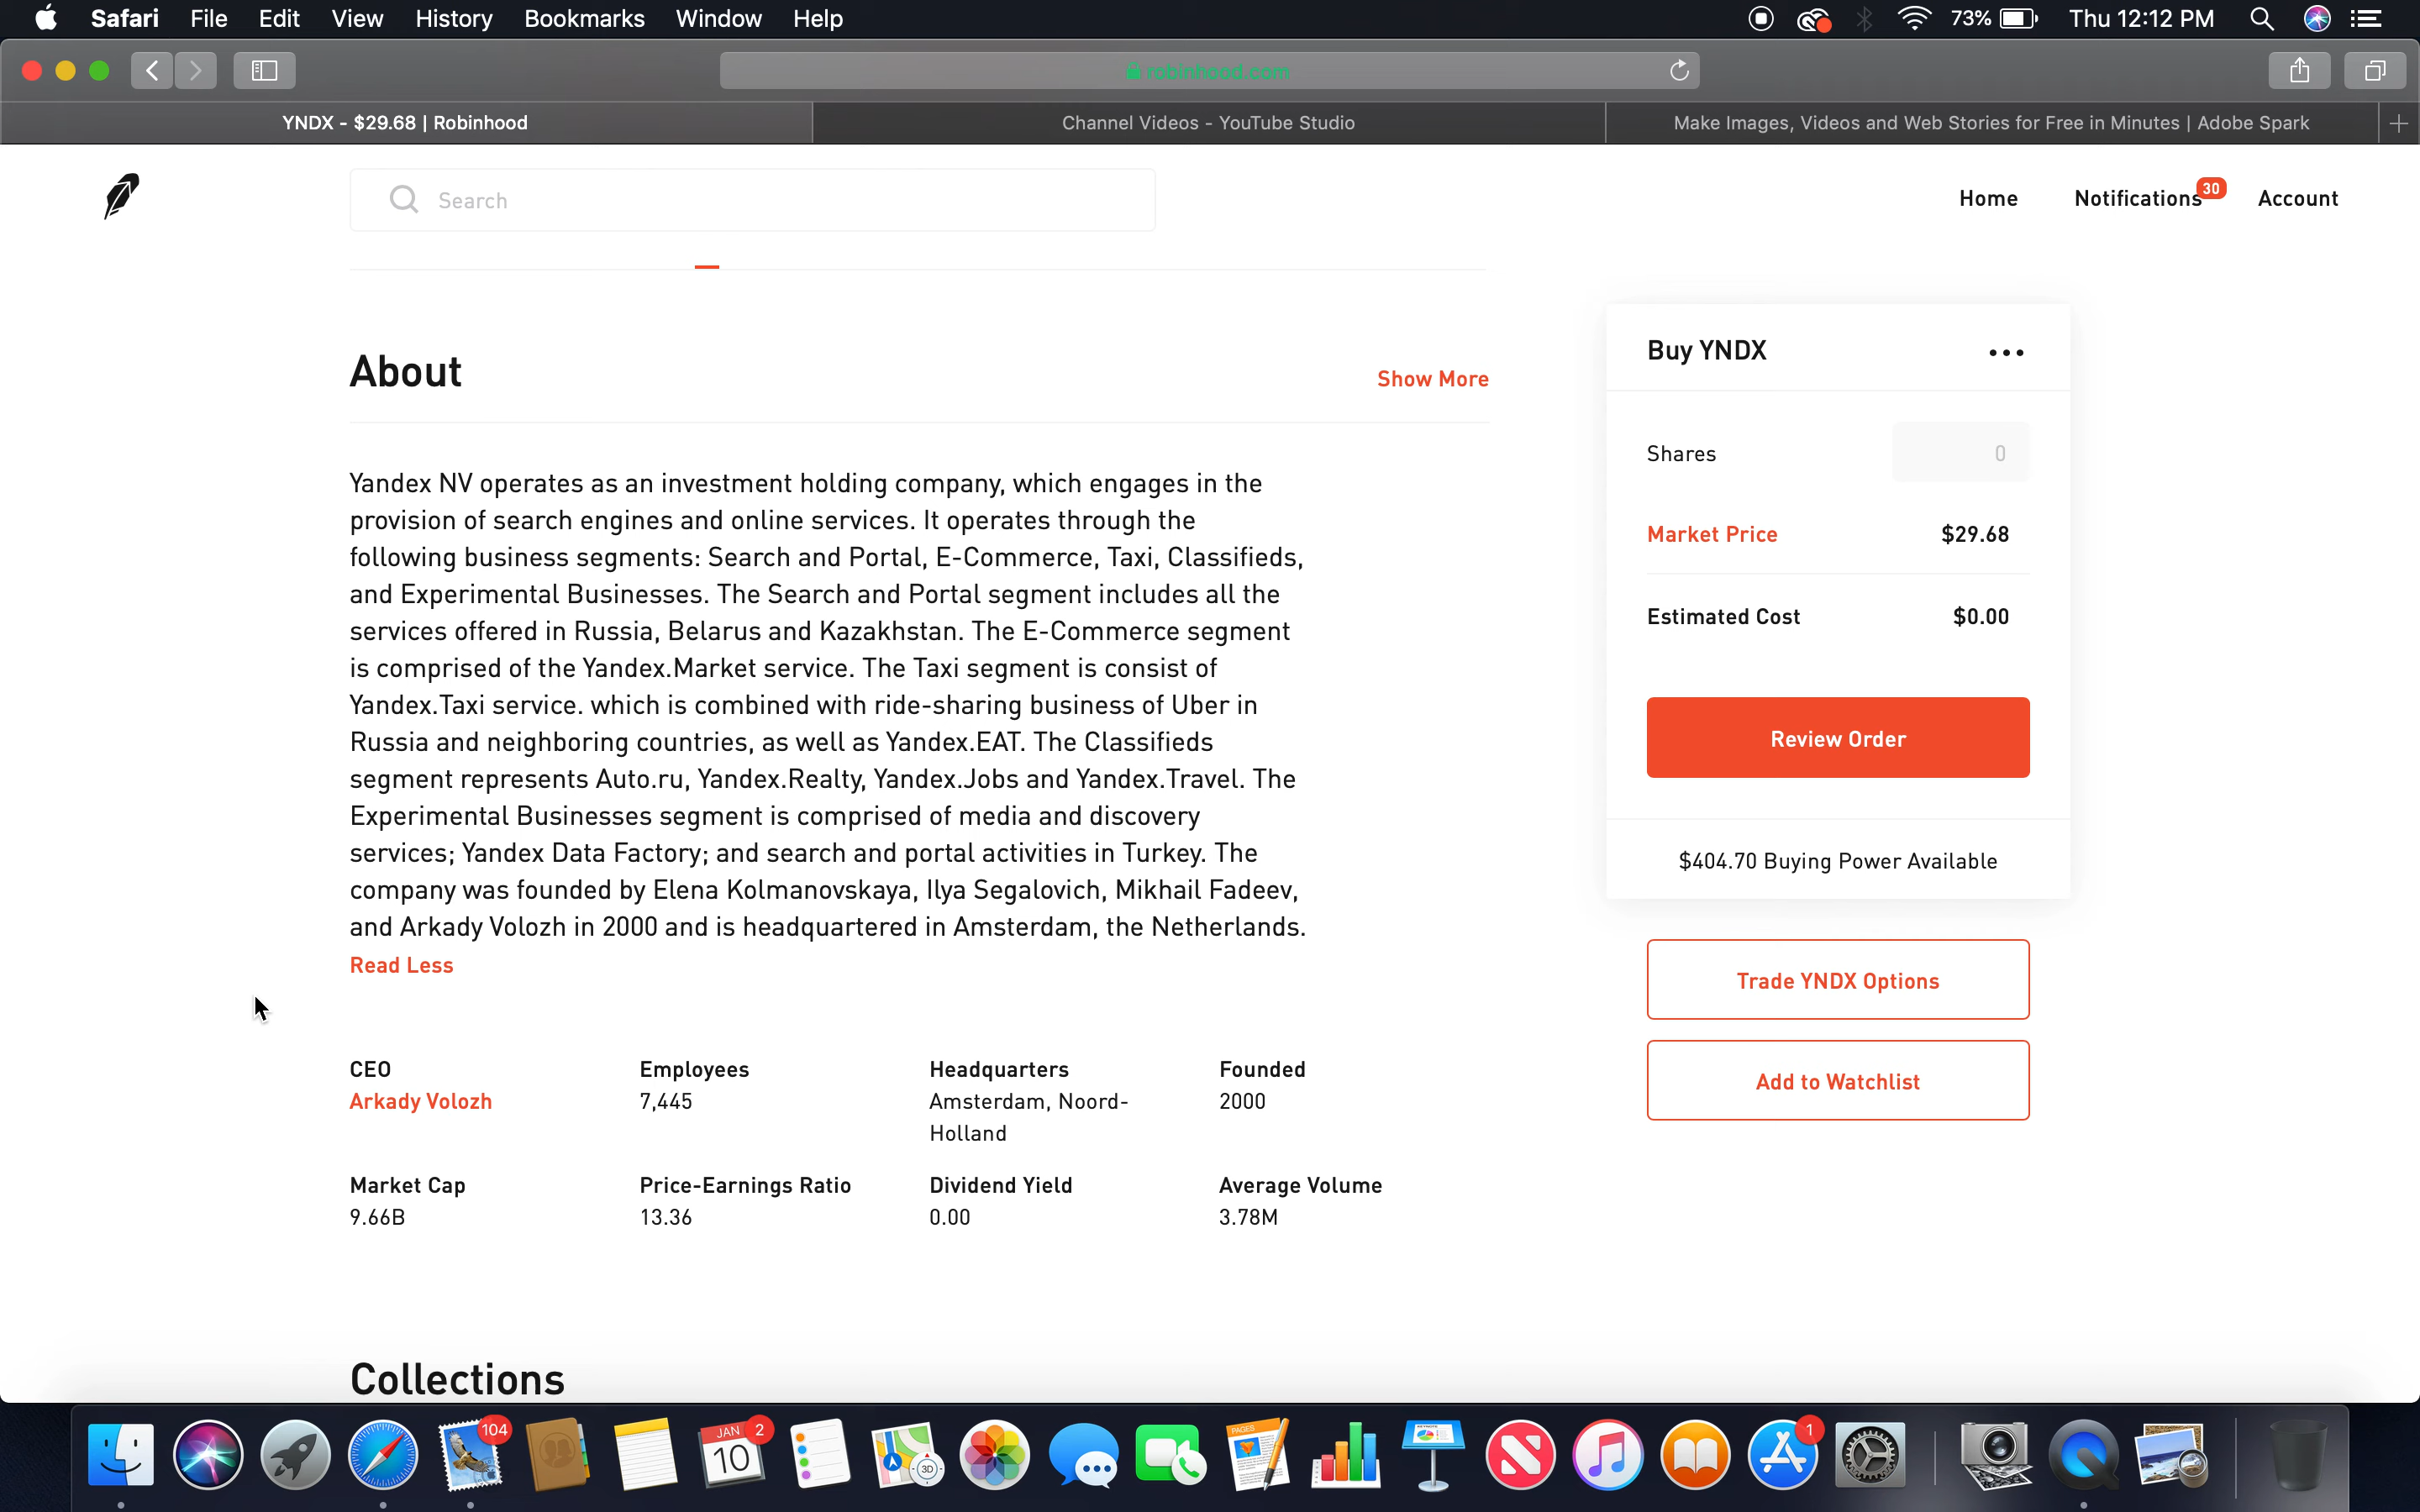 Safari File Edit View History Bookmarks Window Help 73% Thu 12:12 PM
robinhood.com
YNDX - $29.68 | Robinhood
Channel Videos - YouTube Studio
Make Images, Videos and Web Stories for Free in Minutes | Adobe Spark
Search
Home Notifications 30 Account
About
Show More
Yandex NV operates as an investment holding company, which engages in the
provision of search engines and online services. It operates through the
following business segments: Search and Portal, E-Commerce, Taxi, Classifieds,
and Experimental Businesses. The Search and Portal segment includes all the
services offered in Russia, Belarus and Kazakhstan. The E-Commerce segment
is comprised of the Yandex.Market service. The Taxi segment is consist of
Yandex.Taxi service. which is combined with ride-sharing business of Uber in
Russia and neighboring countries, as well as Yandex.EAT. The Classifieds
segment represents Auto.ru, Yandex.Realty, Yandex.Jobs and Yandex.Travel. The
Experimental Businesses segment is comprised of media and discovery
services; Yandex Data Factory; and search and portal activities in Turkey. The
company was founded by Elena Kolmanovskaya, Ilya Segalovich, Mikhail Fadeev,
and Arkady Volozh in 2000 and is headquartered in Amsterdam, the Netherlands.
Read Less
CEO
Arkady Volozh
Employees
7,445
Headquarters
Amsterdam, Noord-
Holland
Founded
2000
Market Cap
9.66B
Price-Earnings Ratio
13.36
Dividend Yield
0.00
Average Volume
3.78M
Collections
Buy YNDX
Shares 0
Market Price $29.68
Estimated Cost $0.00
Review Order
$404.70 Buying Power Available
Trade YNDX Options
Add to Watchlist
104
JAN 2
10
3D
PAGES
1